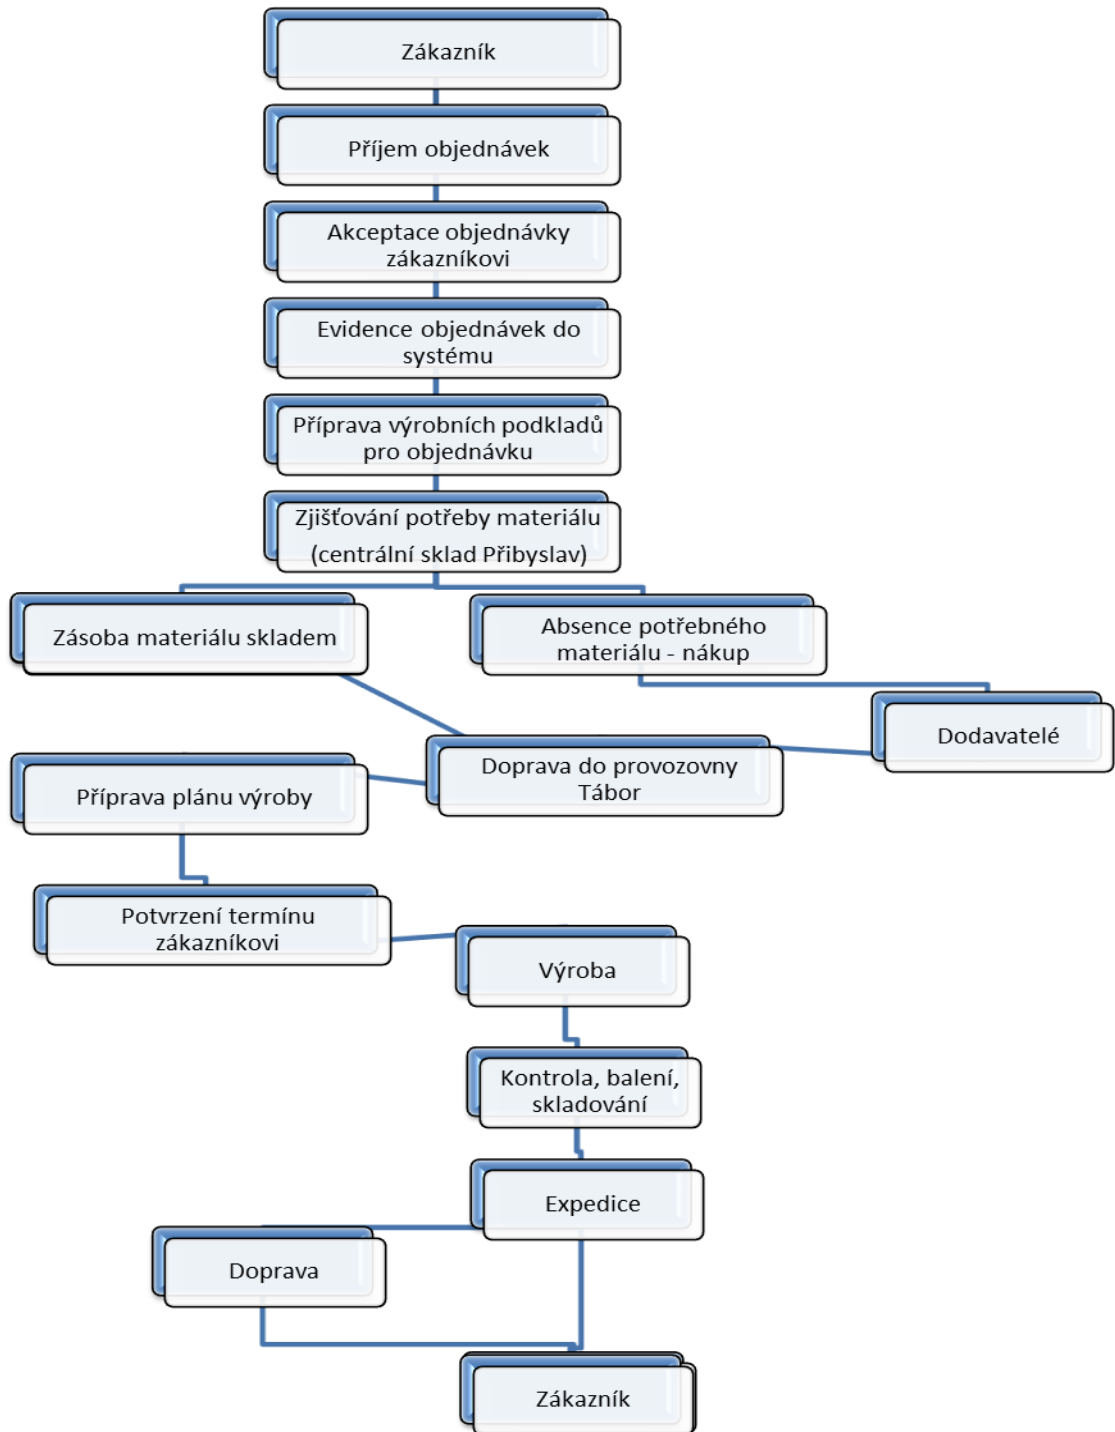 Zákazník
Příjem objednávek
Akceptace objednávky
zákazníkovi
Evidence objednávek do
systému
Příprava výrobních podkladů
pro objednávku
Zjišťování potřeby materiálu
(centrální sklad Přibyslav)
Zásoba materiálu skladem
Absence potřebného
materiálu - nákup
Dodavatelé
Doprava do provozovny
Tábor
Příprava plánu výroby
Potvrzení termínu
zákazníkovi
Výroba
Kontrola, balení,
skladování
Expedice
Doprava
Zákazník